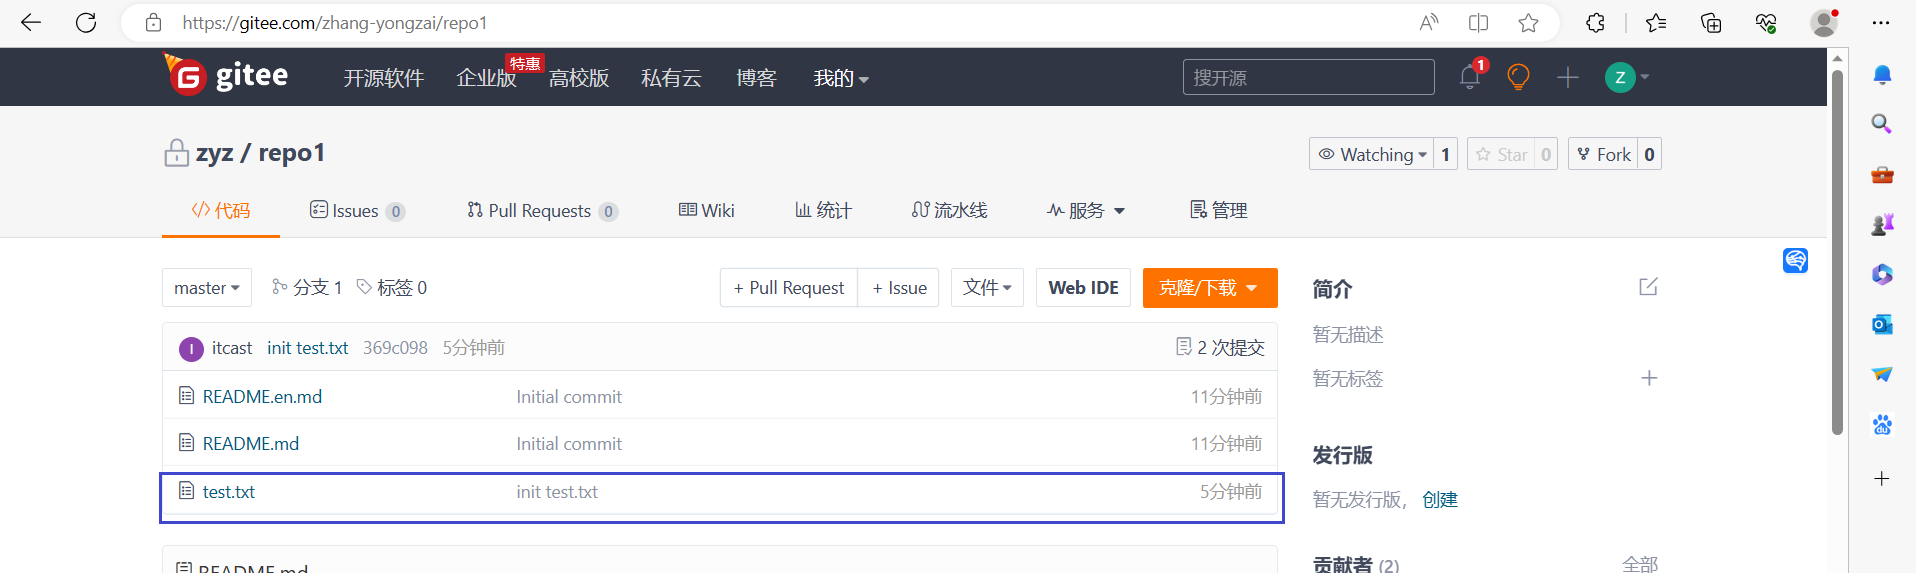 https://gitee.com/zhang-yongzai/repo1
gitee 开源软件 企业版 特惠 高校版 私有云 博客 我的 搜开源 1 Z
zyz / repo1 Watching 1 Star 0 Fork 0
代码 Issues 0 Pull Requests 0 Wiki 统计 流水线 服务 管理
master 分支 1 标签 0 + Pull Request + Issue 文件 Web IDE 克隆/下载
简介
暂无描述
暂无标签
I itcast init test.txt 369c098 5分钟前 2 次提交
README.en.md Initial commit 11分钟前
README.md Initial commit 11分钟前
test.txt init test.txt 5分钟前
发行版
暂无发行版，创建
README.md
贡献者 (2) 全部